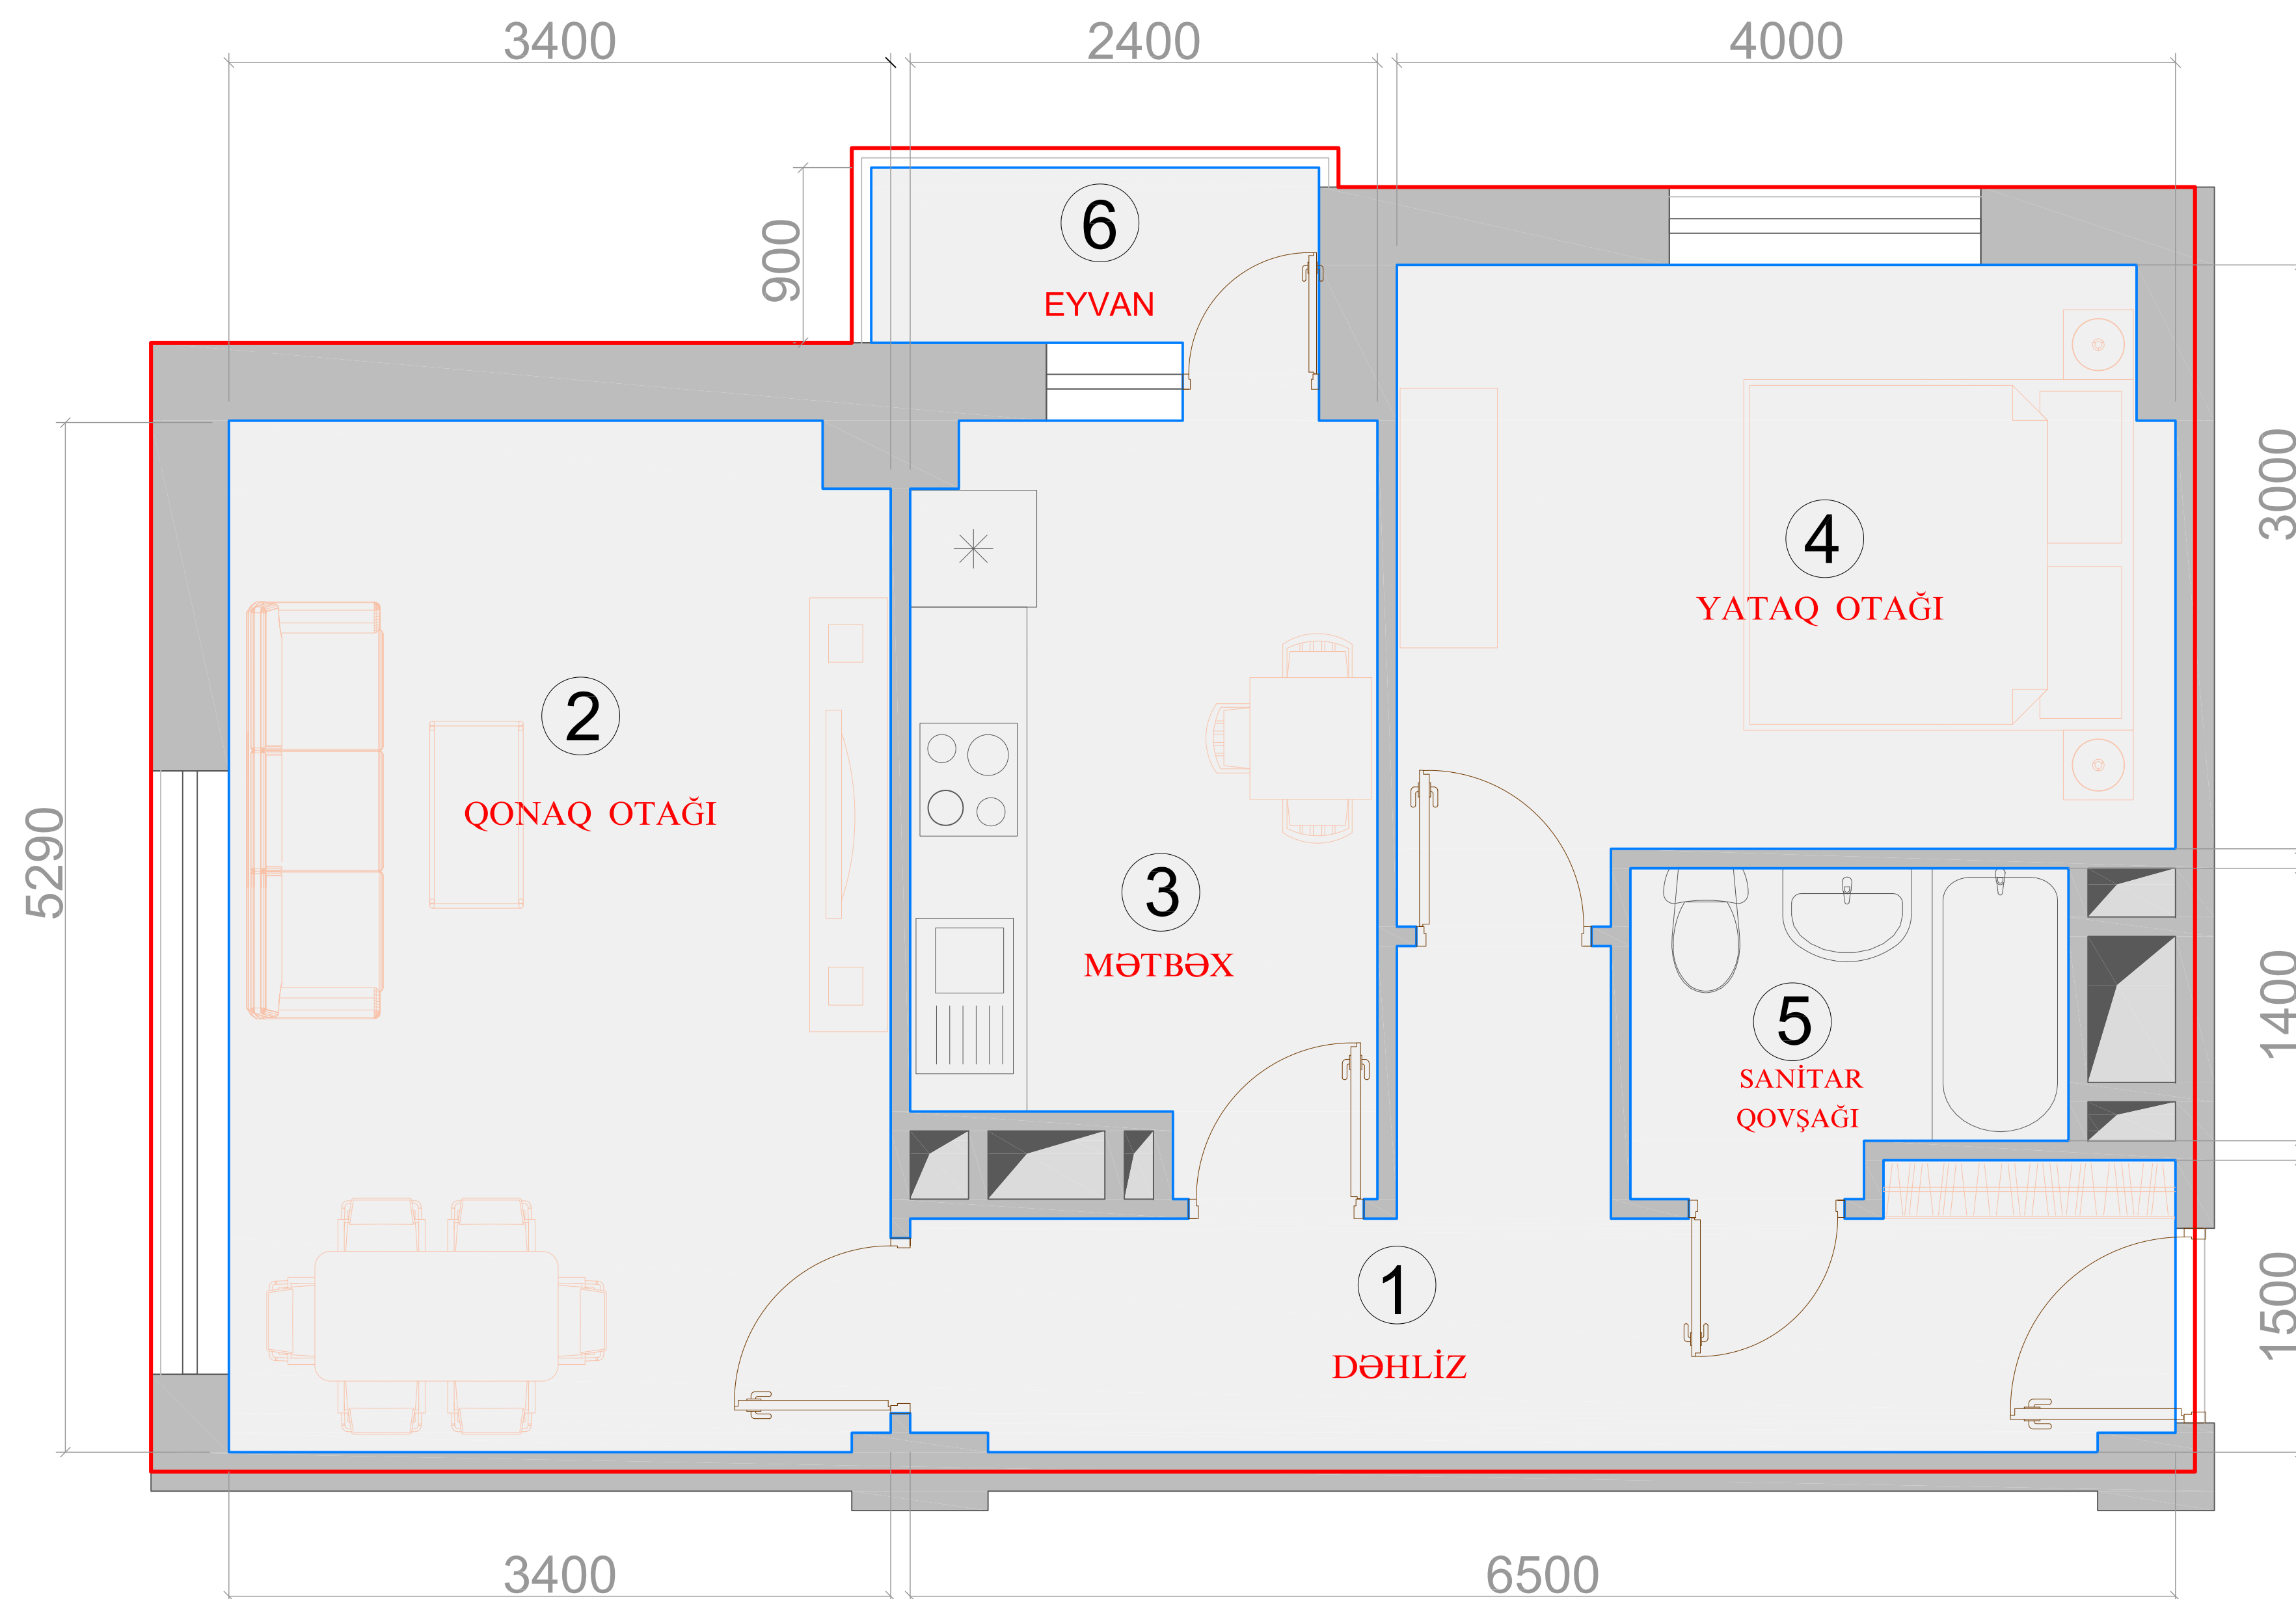 3400
2400
4000
900
6
EYVAN
3000
4
YATAQ OTAĞI
2
QONAQ OTAĞI
5290
3
MƏTBƏX
1400
5
SANİTAR
QOVŞAĞI
1
DƏHLİZ
1500
3400
6500